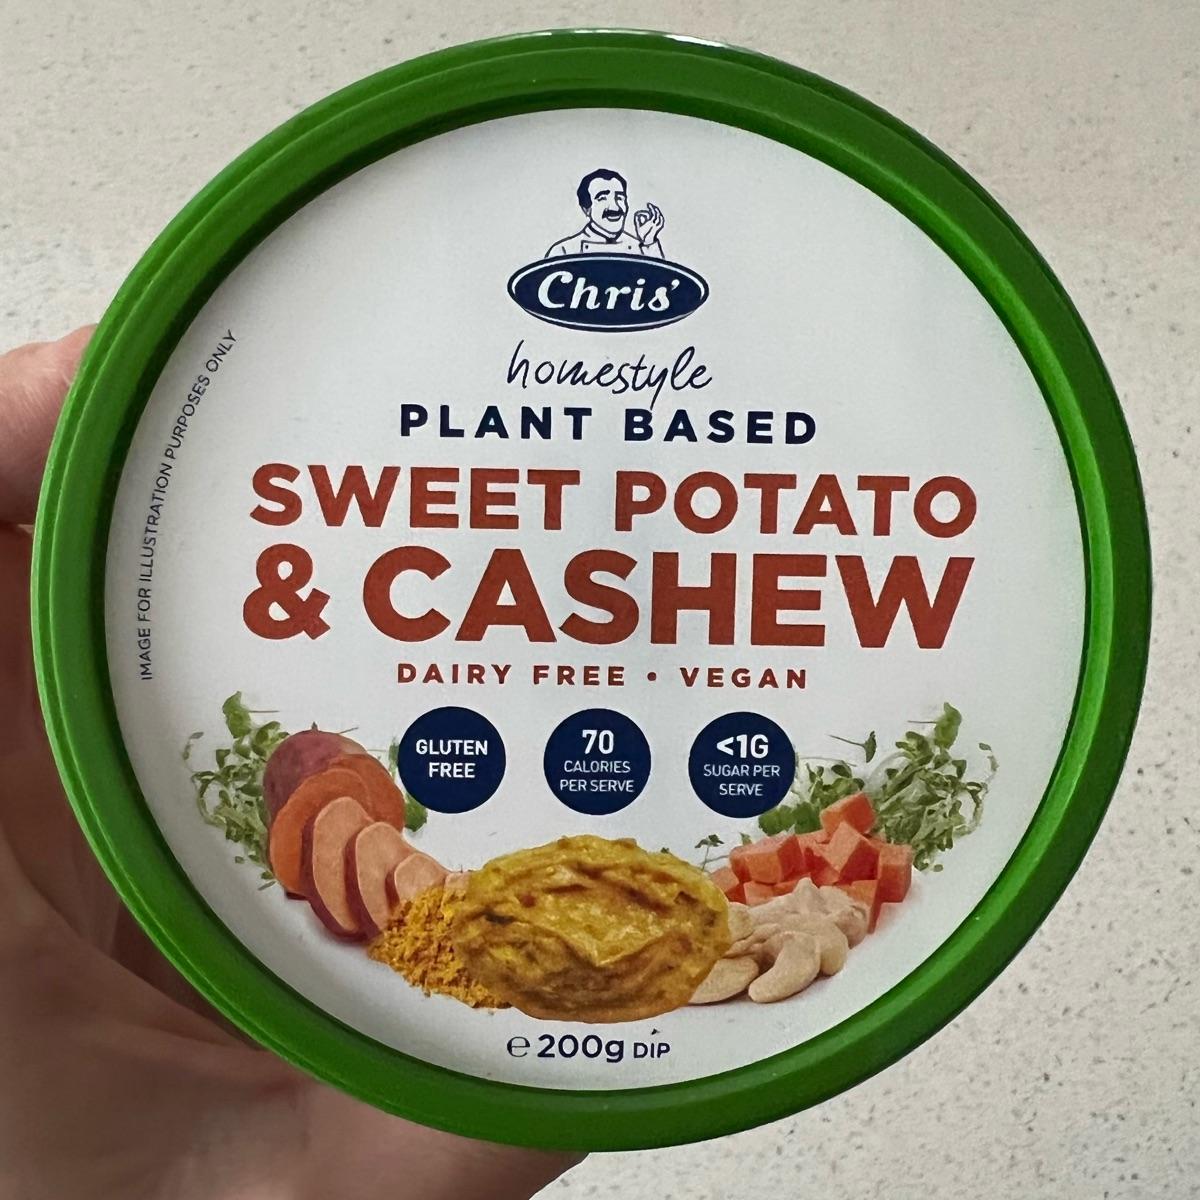 Chris'
homestyle
PLANT BASED
SWEET POTATO
& CASHEW
DAIRY FREE • VEGAN
GLUTEN
FREE
70
CALORIES
PER SERVE
<1G
SUGAR PER
SERVE
IMAGE FOR ILLUSTRATION PURPOSES ONLY
℮ 200g DIP